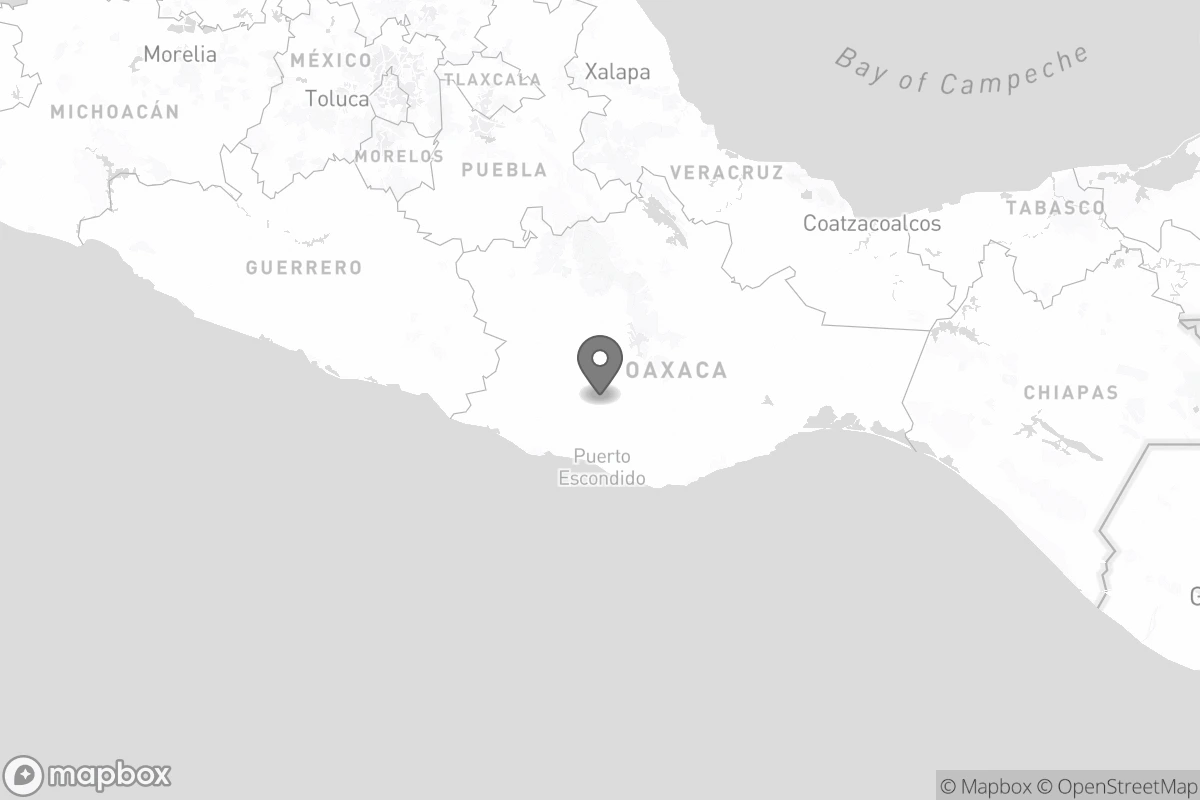 Morelia
MÉXICO
TLAXCALA
Xalapa
Bay of Campeche
Toluca
MICHOACÁN
MORELOS
PUEBLA
VERACRUZ
TABASCO
Coatzacoalcos
GUERRERO
OAXACA
CHIAPAS
Puerto
Escondido
G
mapbox
© Mapbox © OpenStreetMap